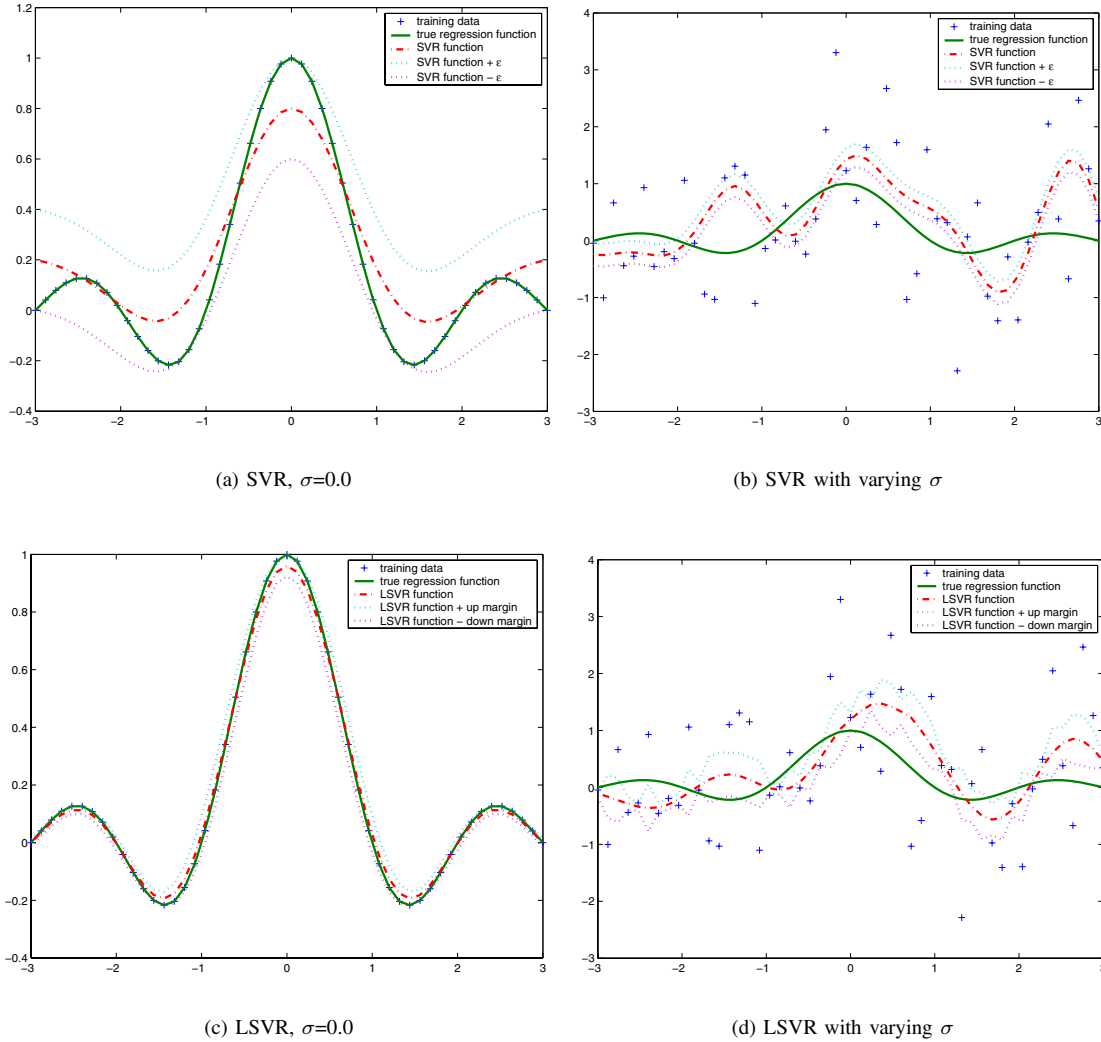 1.2
1
0.8
0.6
0.4
0.2
0
−0.2
−0.4
−3
−2
−1
0
1
2
3
training data
true regression function
SVR function
SVR function + ε
SVR function − ε
(a) SVR, σ=0.0
4
3
2
1
0
−1
−2
−3
−3
−2
−1
0
1
2
3
training data
true regression function
SVR function
SVR function + ε
SVR function − ε
(b) SVR with varying σ
1
0.8
0.6
0.4
0.2
0
−0.2
−0.4
−3
−2
−1
0
1
2
3
training data
true regression function
LSVR function
LSVR function + up margin
LSVR function − down margin
(c) LSVR, σ=0.0
4
3
2
1
0
−1
−2
−3
−3
−2
−1
0
1
2
3
training data
true regression function
LSVR function
LSVR function + up margin
LSVR function − down margin
(d) LSVR with varying σ